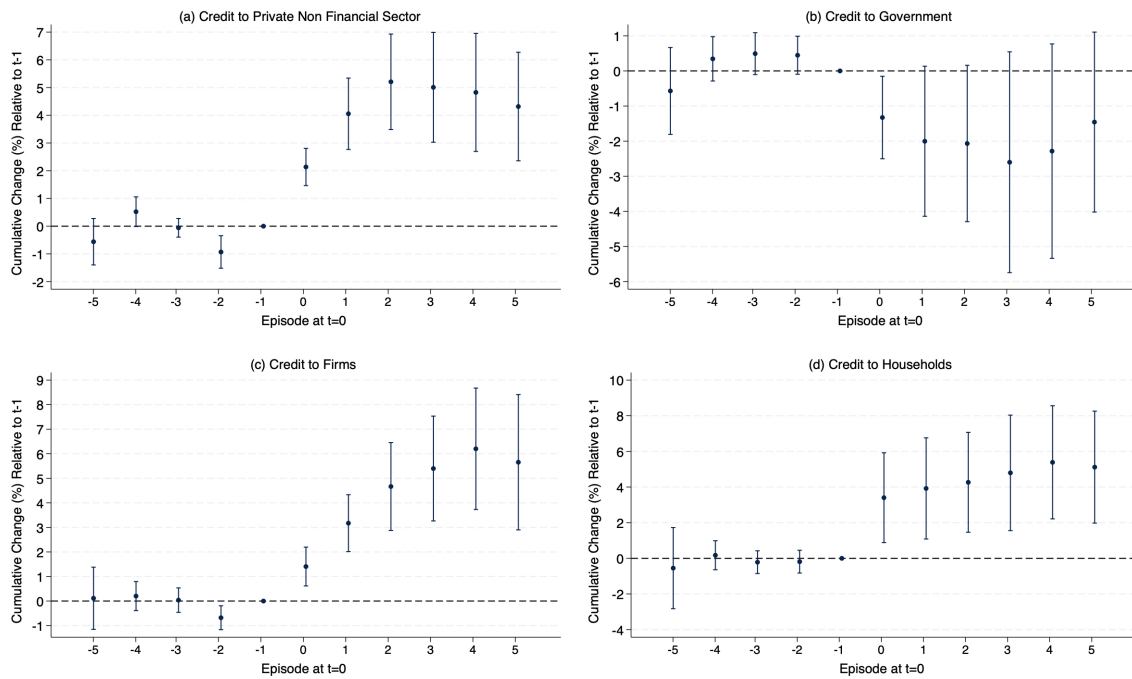 (a) Credit to Private Non Financial Sector
Cumulative Change (%) Relative to t-1
7
6
5
4
3
2
1
0
-1
-2
-5 -4 -3 -2 -1 0 1 2 3 4 5
Episode at t=0
(b) Credit to Government
Cumulative Change (%) Relative to t-1
1
0
-1
-2
-3
-4
-5
-6
-5 -4 -3 -2 -1 0 1 2 3 4 5
Episode at t=0
(c) Credit to Firms
Cumulative Change (%) Relative to t-1
9
8
7
6
5
4
3
2
1
0
-1
-5 -4 -3 -2 -1 0 1 2 3 4 5
Episode at t=0
(d) Credit to Households
Cumulative Change (%) Relative to t-1
10
8
6
4
2
0
-2
-4
-5 -4 -3 -2 -1 0 1 2 3 4 5
Episode at t=0